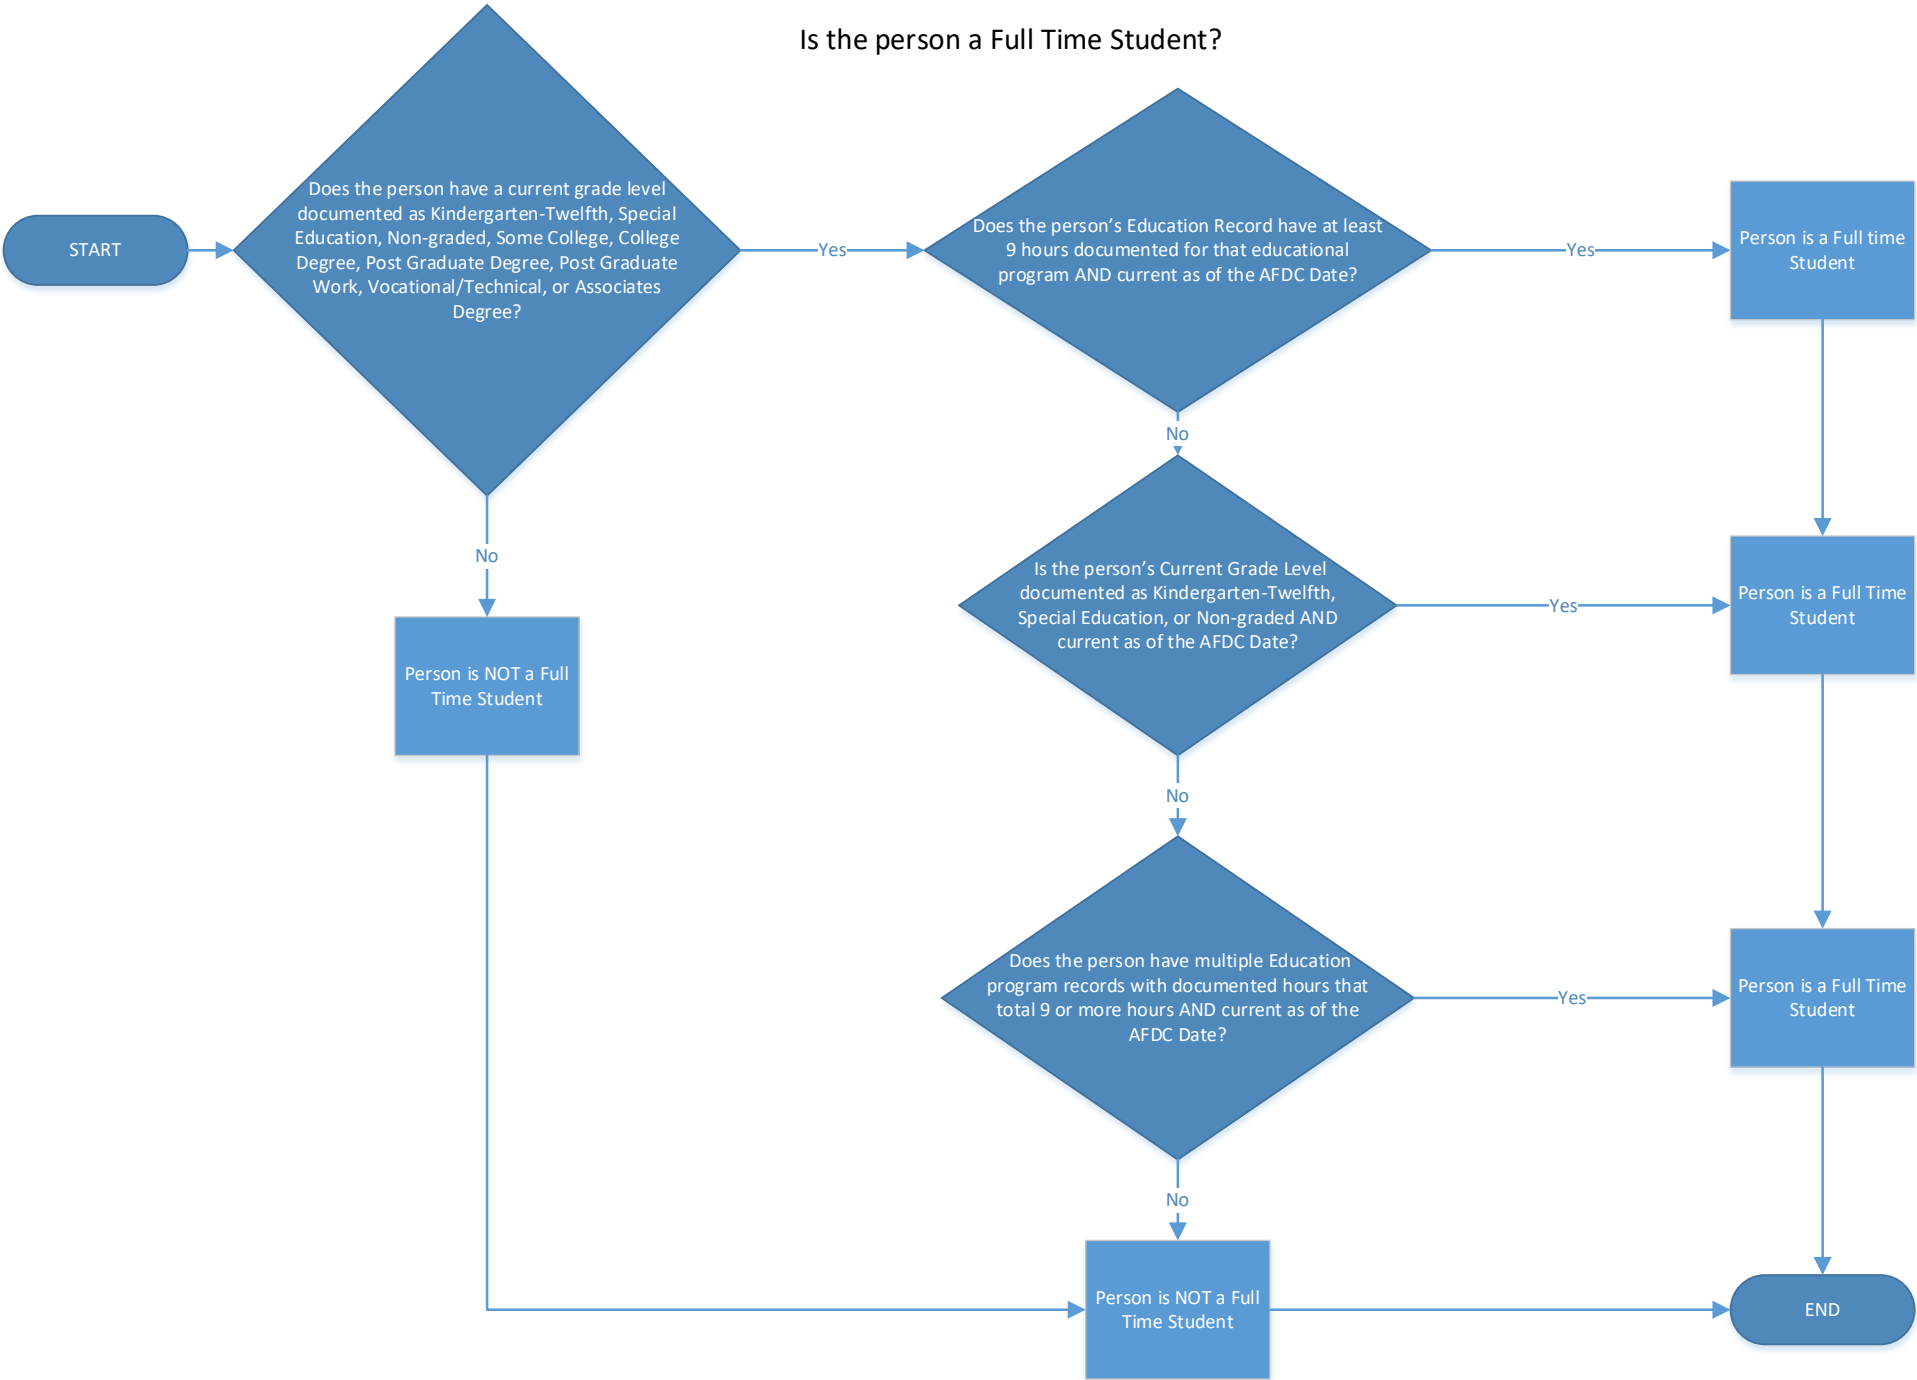 Is the person a Full Time Student?
START
Does the person have a current grade level
documented as Kindergarten-Twelfth, Special
Education, Non-graded, Some College, College
Degree, Post Graduate Degree, Post Graduate
Work, Vocational/Technical, or Associates
Degree?
Yes
Does the person’s Education Record have at least
9 hours documented for that educational
program AND current as of the AFDC Date?
Yes
Person is a Full time
Student
No
No
Is the person’s Current Grade Level
documented as Kindergarten-Twelfth,
Special Education, or Non-graded AND
current as of the AFDC Date?
Yes
Person is a Full Time
Student
Person is NOT a Full
Time Student
No
Does the person have multiple Education
program records with documented hours that
total 9 or more hours AND current as of the
AFDC Date?
Yes
Person is a Full Time
Student
No
Person is NOT a Full
Time Student
END